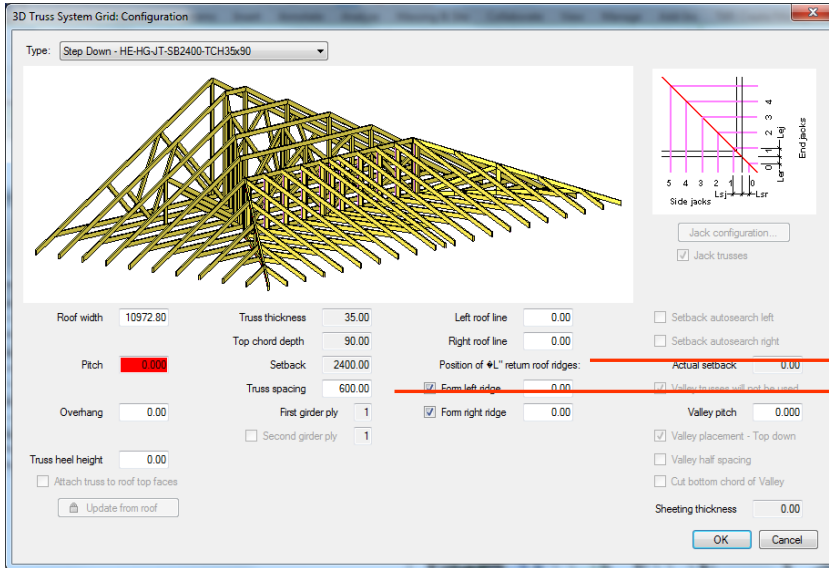 3D Truss System Grid: Configuration
Type: Step Down - HE-HG-JT-SB2400-TCH35x90
4
3
2
1
0
Lej
Ler
End jacks
5 4 3 2 1 0
Lsj Lsr
Side jacks
Jack configuration...
Jack trusses
Roof width 10972.80 Truss thickness 35.00 Left roof line 0.00 Setback autosearch left
Top chord depth 90.00 Right roof line 0.00 Setback autosearch right
Pitch 0.000 Setback 2400.00 Position of �L" return roof ridges: Actual setback 0.00
Truss spacing 600.00 Form left ridge 0.00 Valley trusses will not be used
Overhang 0.00 First girder ply 1 Form right ridge 0.00 Valley pitch 0.000
Second girder ply 1 Valley placement - Top down
Truss heel height 0.00 Valley half spacing
Attach truss to roof top faces Cut bottom chord of Valley
Update from roof Sheeting thickness 0.00
OK Cancel